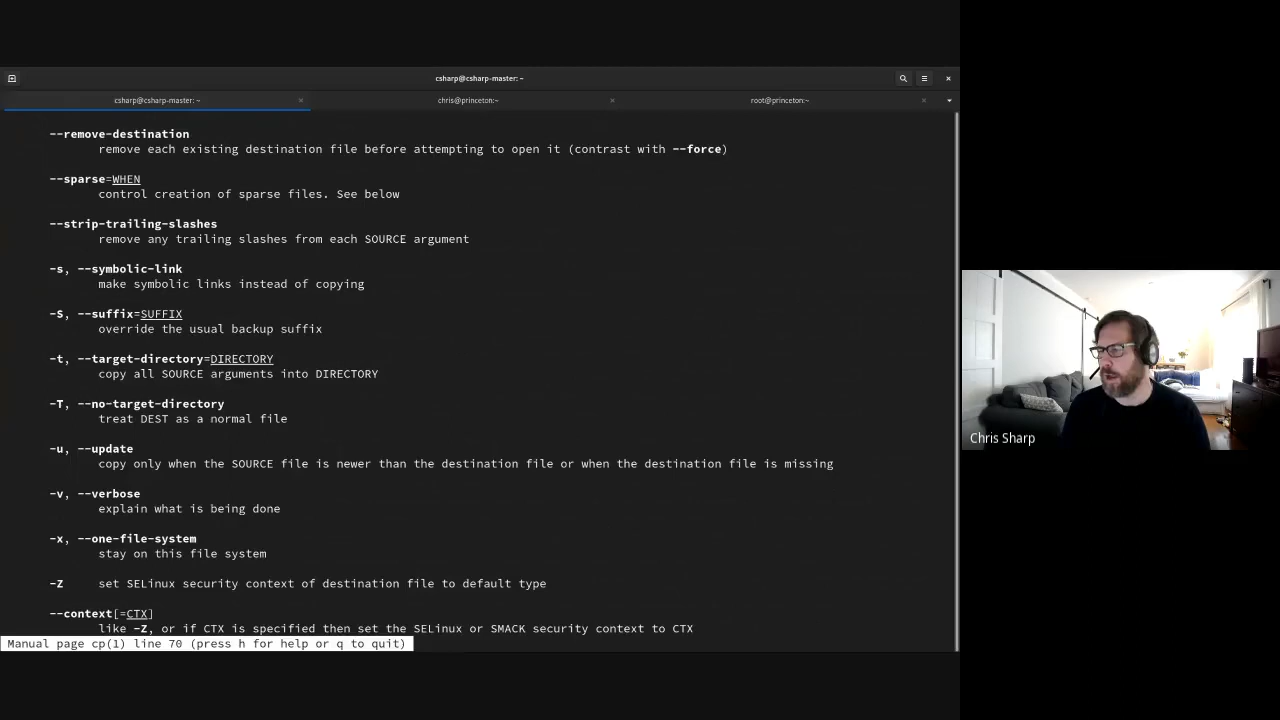 csharp@csharp-master: ~
csharp@csharp-master: ~
chris@princeton:~
root@princeton:~
--remove-destination
remove each existing destination file before attempting to open it (contrast with --force)
--sparse=WHEN
control creation of sparse files. See below
--strip-trailing-slashes
remove any trailing slashes from each SOURCE argument
-s, --symbolic-link
make symbolic links instead of copying
-S, --suffix=SUFFIX
override the usual backup suffix
-t, --target-directory=DIRECTORY
copy all SOURCE arguments into DIRECTORY
-T, --no-target-directory
treat DEST as a normal file
-u, --update
copy only when the SOURCE file is newer than the destination file or when the destination file is missing
-v, --verbose
explain what is being done
-x, --one-file-system
stay on this file system
-Z set SELinux security context of destination file to default type
--context[=CTX]
like -Z, or if CTX is specified then set the SELinux or SMACK security context to CTX
Manual page cp(1) line 70 (press h for help or q to quit)
Chris Sharp